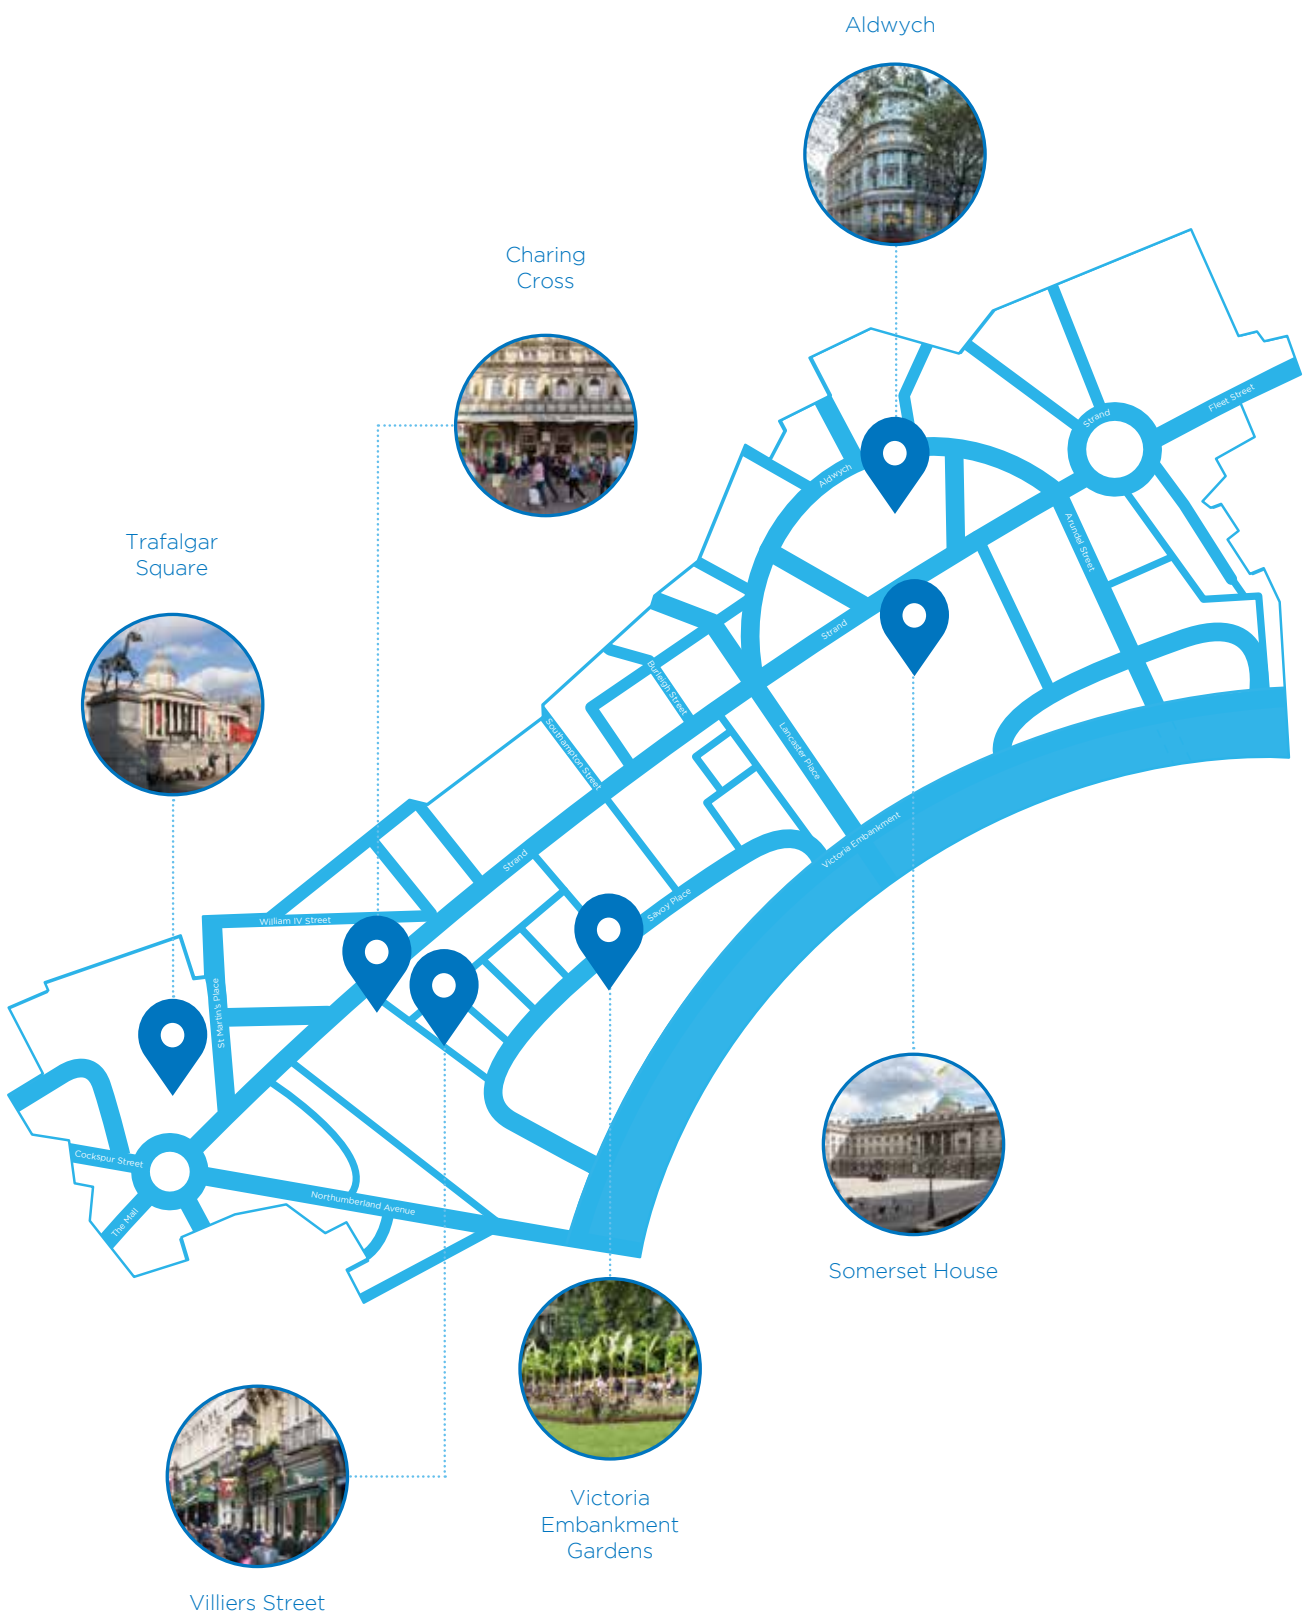 Aldwych
Charing
Cross
Trafalgar
Square
Fleet Street
Strand
Aldwych
Arundel Street
Strand
Burleigh Street
Southampton Street
Lancaster Place
Victoria Embankment
Strand
Savoy Place
William IV Street
St Martin's Place
Cockspur Street
The Mall
Northumberland Avenue
Somerset House
Victoria
Embankment
Gardens
Villiers Street